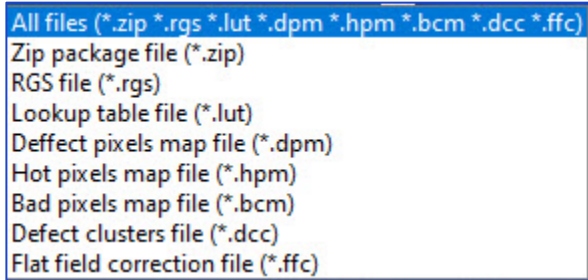 All files (*.zip *.rgs *.lut *.dpm *.hpm *.bcm *.dcc *.ffc)
Zip package file (*.zip)
RGS file (*.rgs)
Lookup table file (*.lut)
Deffect pixels map file (*.dpm)
Hot pixels map file (*.hpm)
Bad pixels map file (*.bcm)
Defect clusters file (*.dcc)
Flat field correction file (*.ffc)